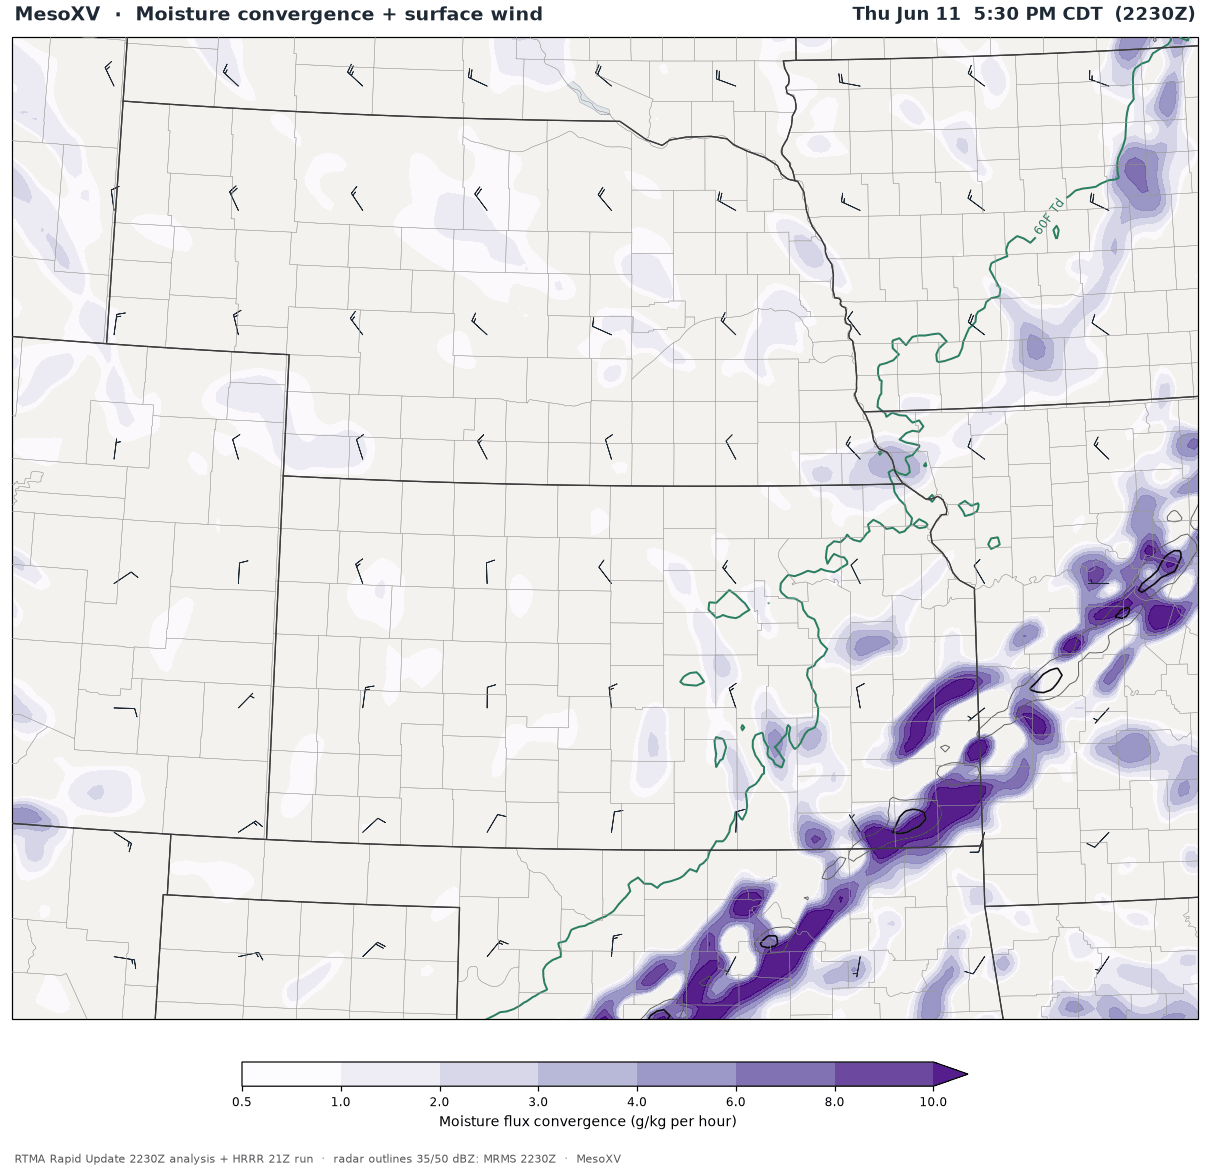 MesoXV · Moisture convergence + surface wind
Thu Jun 11 5:30 PM CDT (2230Z)
60F Td
0.5 1.0 2.0 3.0 4.0 6.0 8.0 10.0
Moisture flux convergence (g/kg per hour)
RTMA Rapid Update 2230Z analysis + HRRR 21Z run · radar outlines 35/50 dBZ: MRMS 2230Z · MesoXV